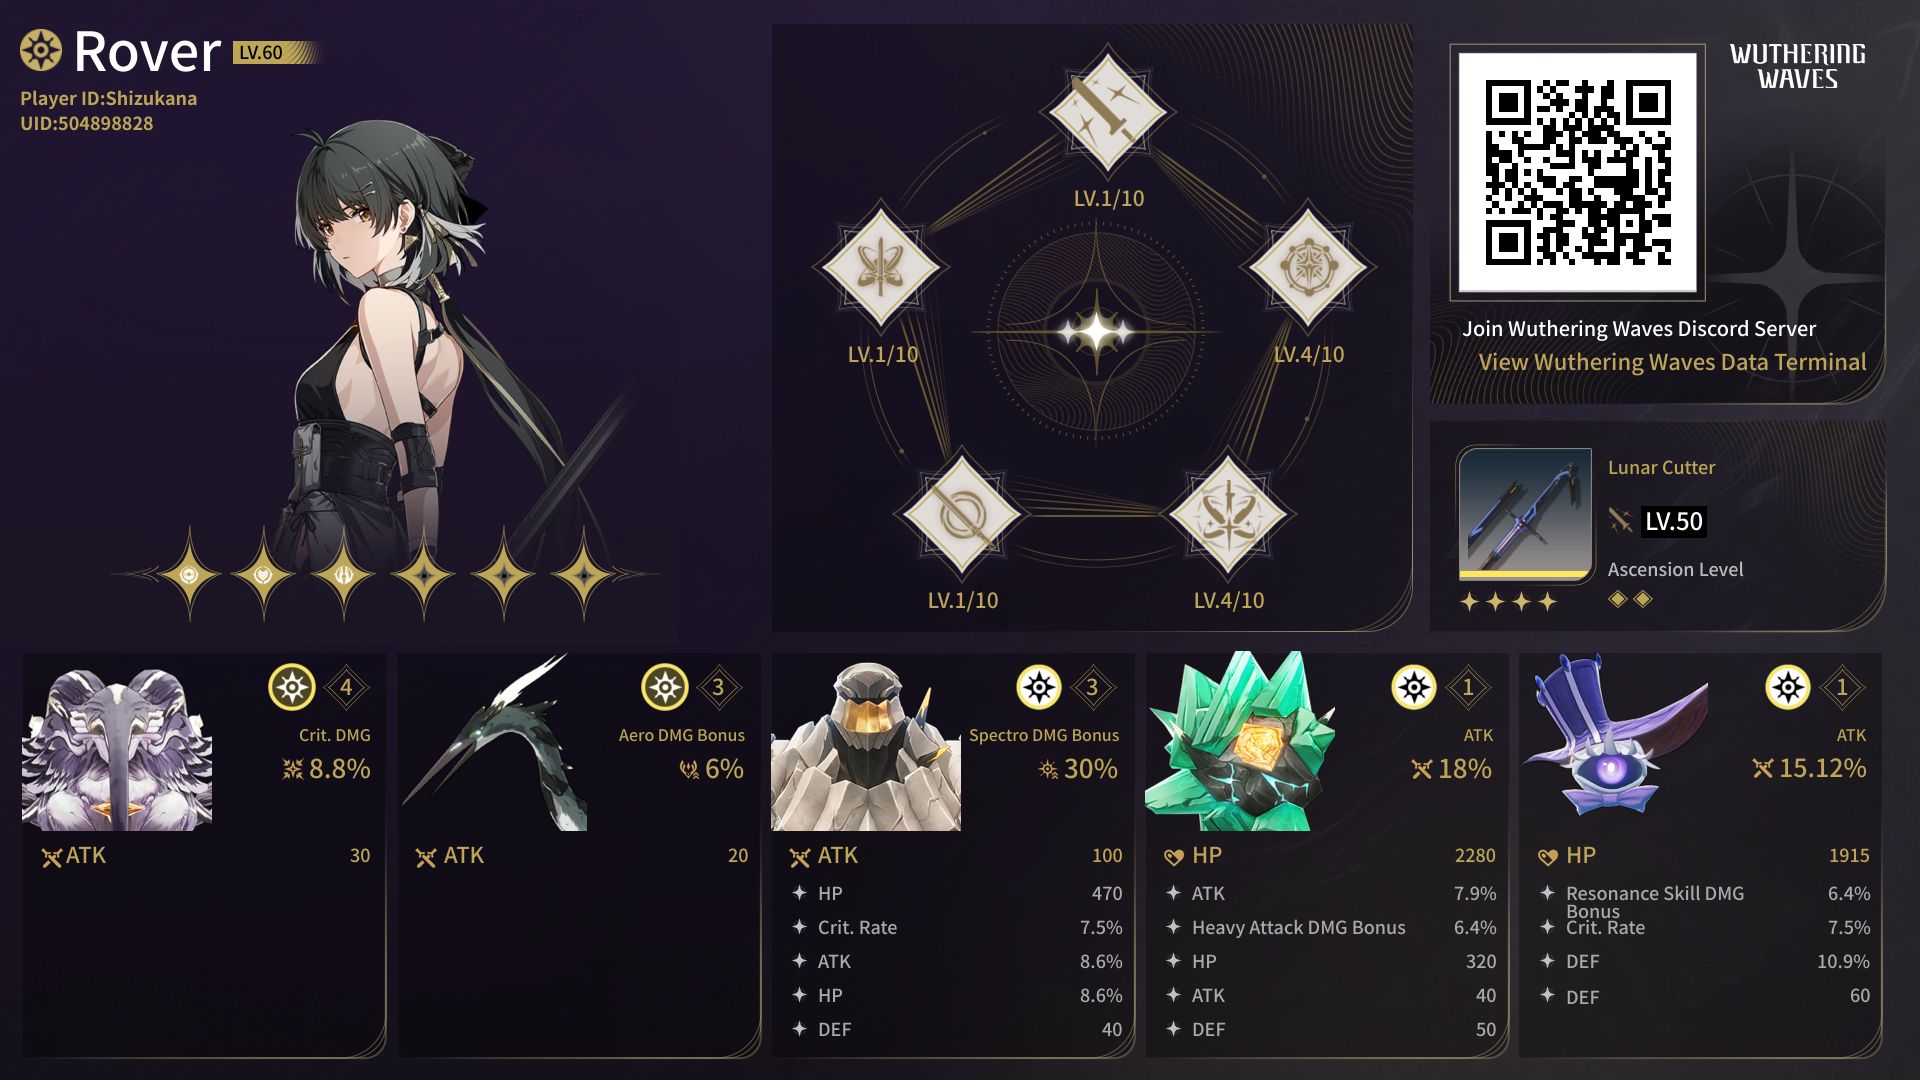 Rover LV.60
Player ID:Shizukana
UID:504898828
LV.1/10
LV.1/10
LV.4/10
LV.1/10
LV.4/10
WUTHERING
WAVES
Join Wuthering Waves Discord Server
View Wuthering Waves Data Terminal
Lunar Cutter
LV.50
Ascension Level
4
Crit. DMG
8.8%
ATK 30
3
Aero DMG Bonus
6%
ATK 20
3
Spectro DMG Bonus
30%
ATK 100
HP 470
Crit. Rate 7.5%
ATK 8.6%
HP 8.6%
DEF 40
1
ATK
18%
HP 2280
ATK 7.9%
Heavy Attack DMG Bonus 6.4%
HP 320
ATK 40
DEF 50
1
ATK
15.12%
HP 1915
Resonance Skill DMG 6.4%
Bonus
Crit. Rate 7.5%
DEF 10.9%
DEF 60